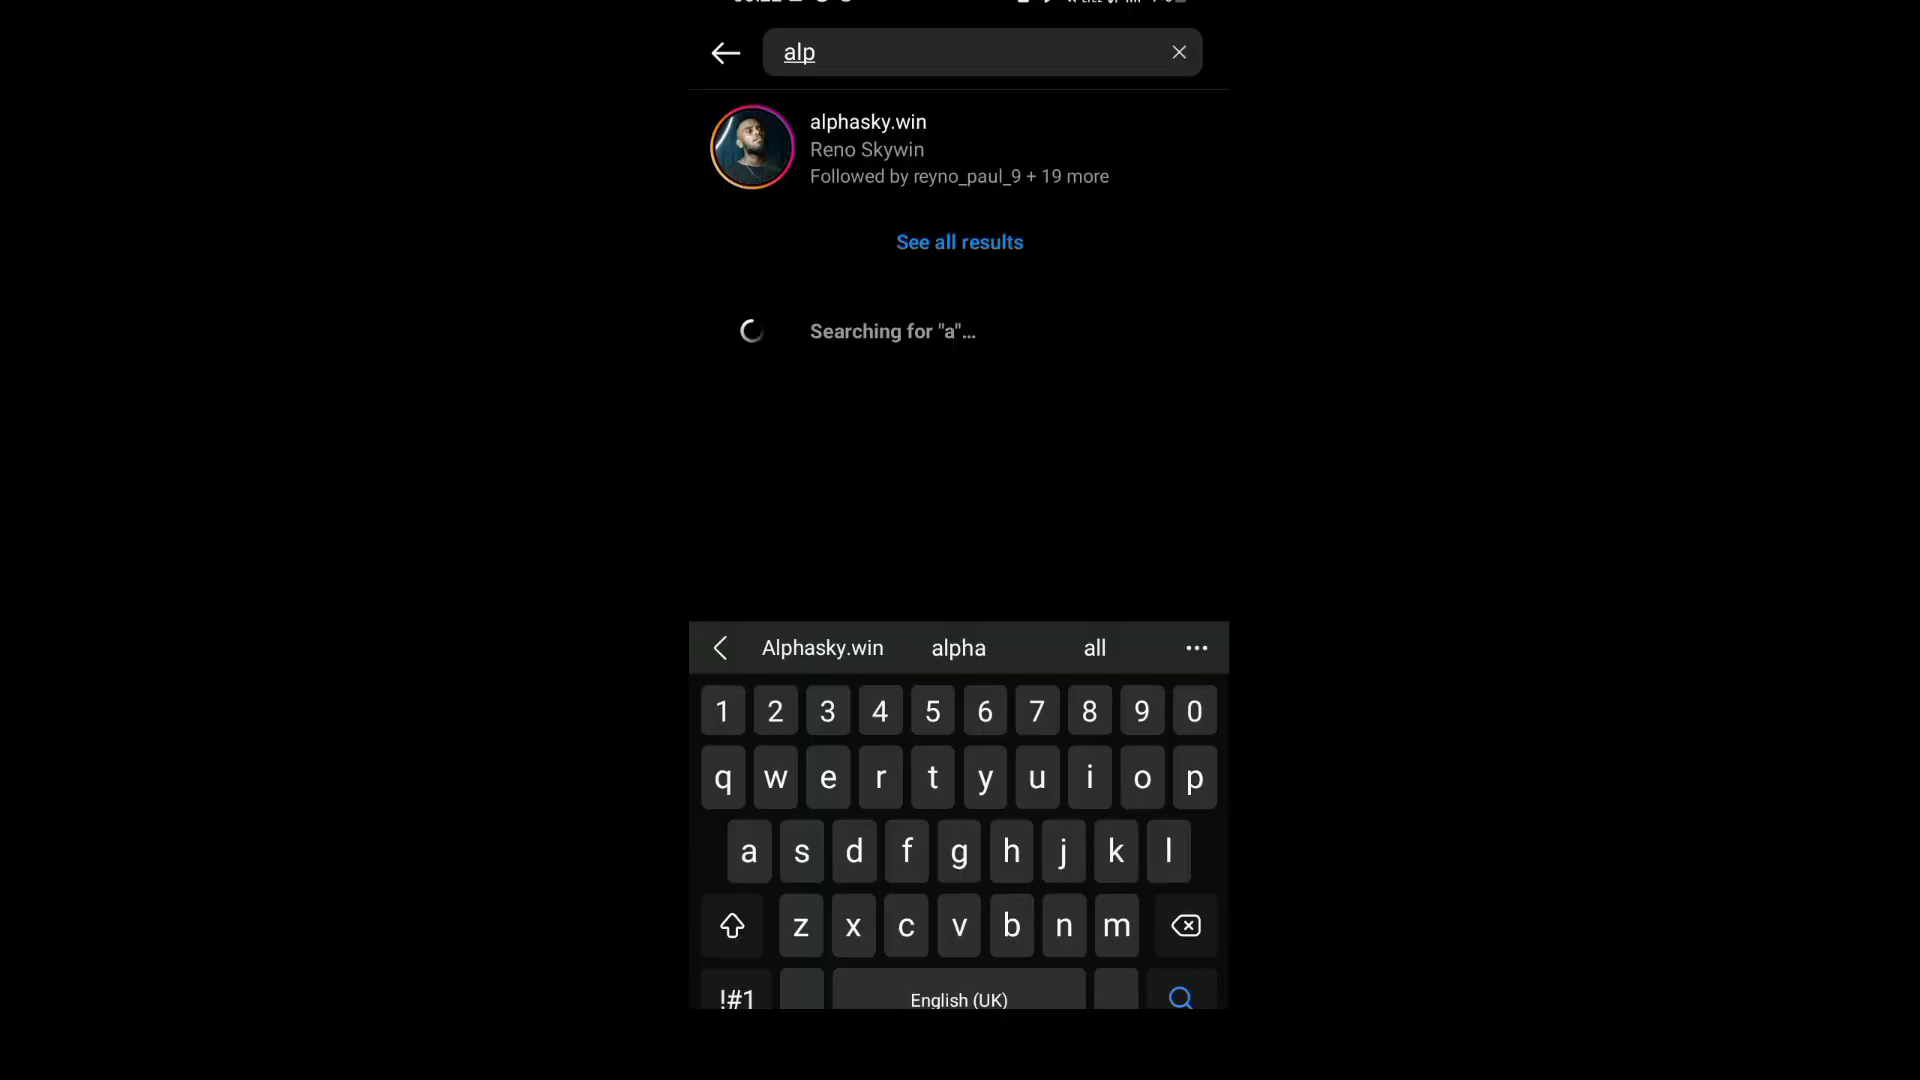 alp
alphasky.win
Reno Skywin
Followed by reyno_paul_9 + 19 more
See all results
Searching for "a"...
Alphasky.win alpha all
1 2 3 4 5 6 7 8 9 0
q w e r t y u i o p
a s d f g h j k l
z x c v b n m
!#1 English (UK)